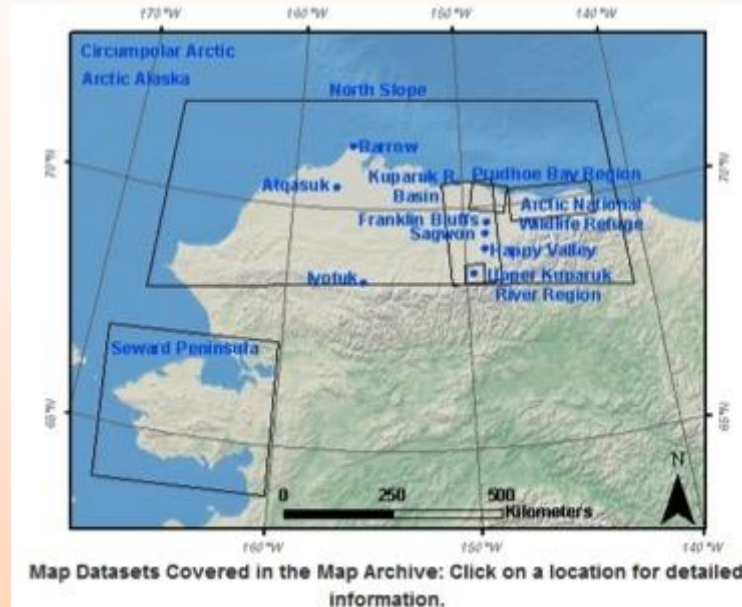 170 °W
160 °W
150 °W
140 °W
Circumpolar Arctic
Arctic Alaska
North Slope
70°N
70°N
Barrow
Kuparuk R.
Basin
Prudhoe Bay Region
Atqasuk
Arctic National
Wildlife Refuge
Franklin Bluffs
Sagwon
Happy Valley
Ivotuk
Upper Kuparuk
River Region
Seward Peninsula
65°N
65°N
N
0
250
500
Kilometers
160 °W
150 °W
140 °W
Map Datasets Covered in the Map Archive: Click on a location for detailed
information.